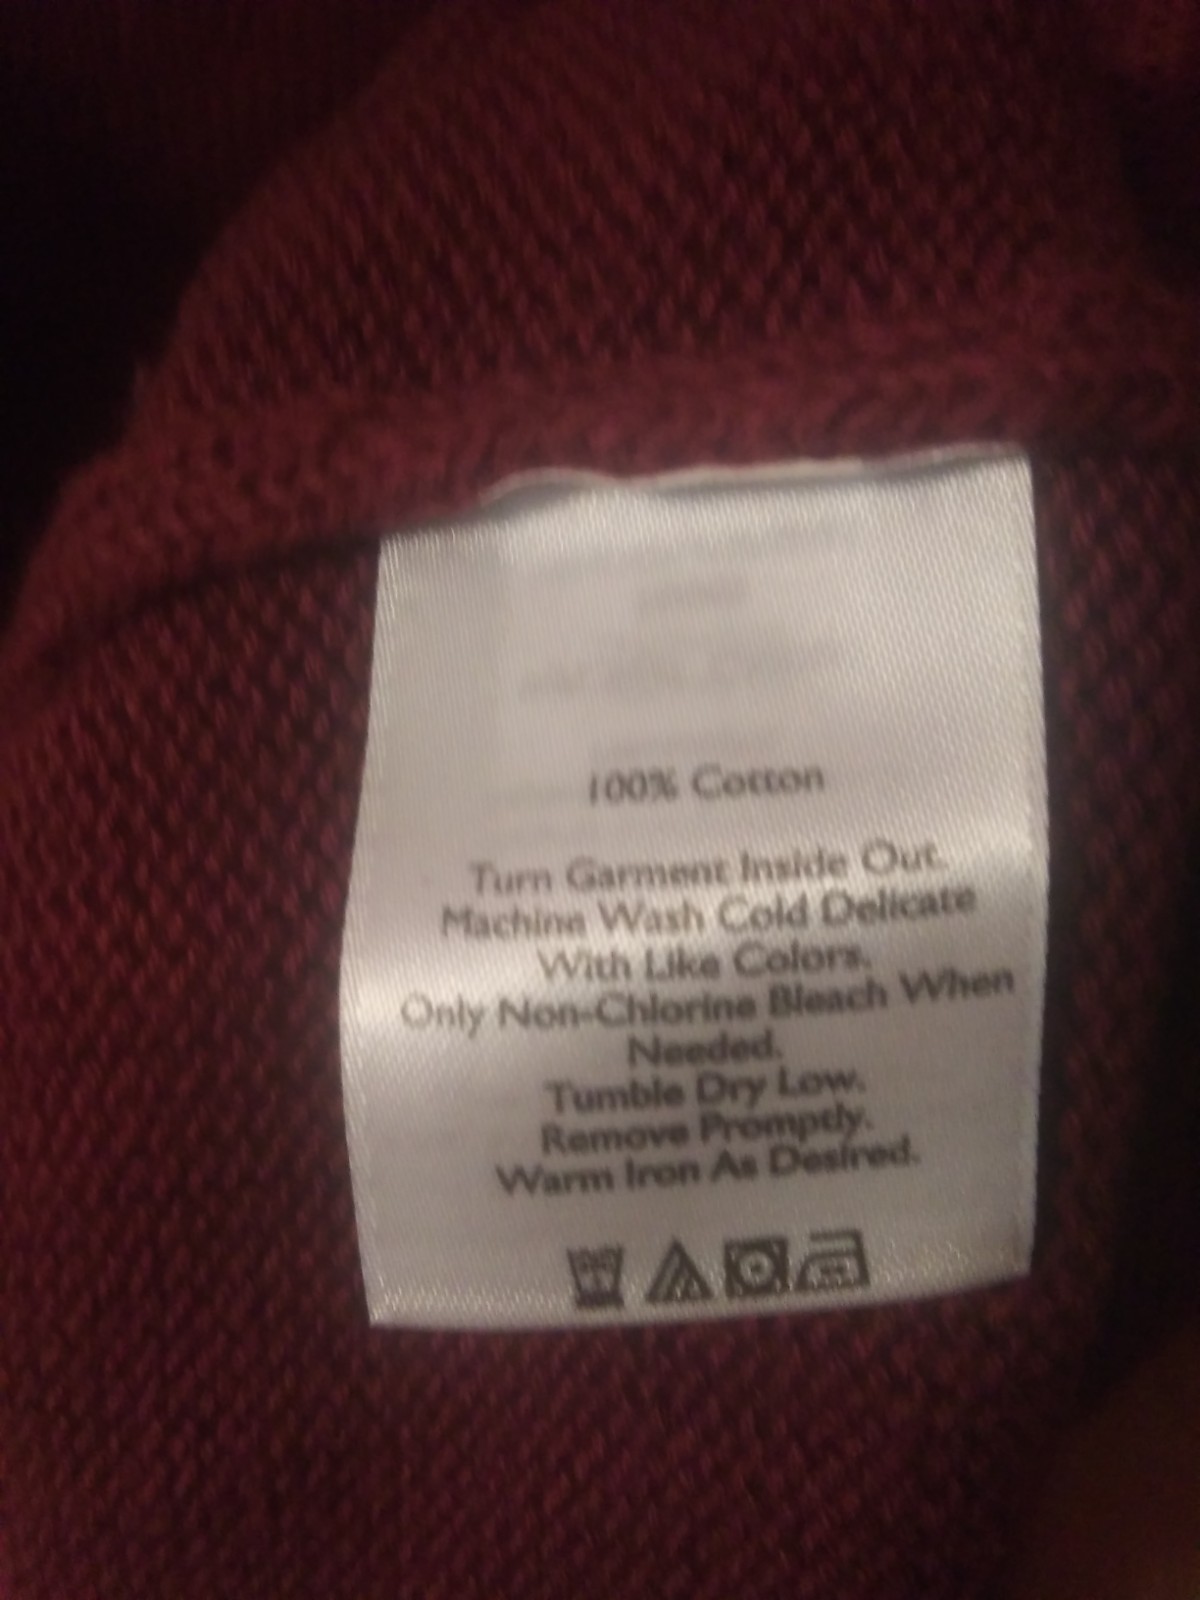 100% Cotton
Turn Garment Inside Out.
Machine Wash Cold Delicate
With Like Colors.
Only Non-Chlorine Bleach When
Needed.
Tumble Dry Low.
Remove Promptly.
Warm Iron As Desired.